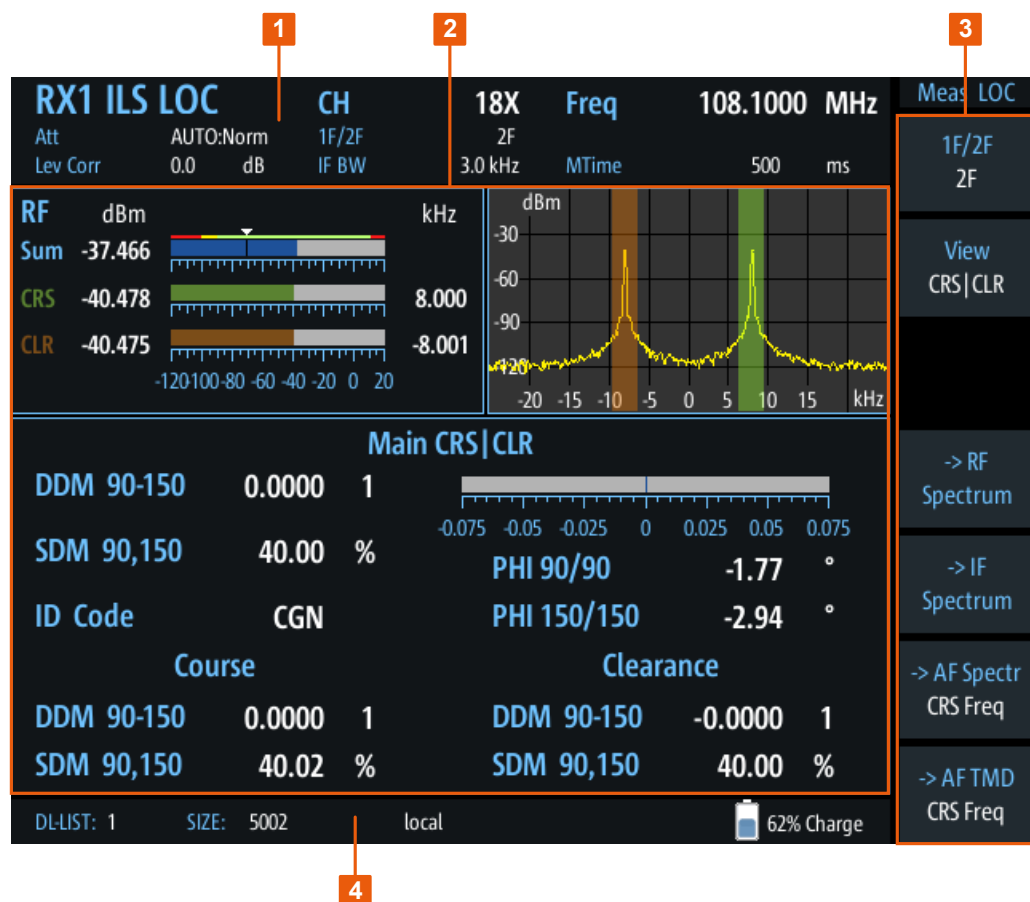 1 2 3
RX1 ILS LOC CH 18X Freq 108.1000 MHz
Att AUTO:Norm 1F/2F 2F
Lev Corr 0.0 dB IF BW 3.0 kHz MTime 500 ms
RF dBm kHz
Sum -37.466
CRS -40.478 8.000
CLR -40.475 -8.001
-120-100-80 -60 -40 -20 0 20
dBm
-30
-60
-90
-120
-20 -15 -10 -5 0 5 10 15 kHz
Main CRS|CLR
DDM 90-150 0.0000 1
-0.075 -0.05 -0.025 0 0.025 0.05 0.075
SDM 90,150 40.00 %
PHI 90/90 -1.77 °
ID Code CGN
PHI 150/150 -2.94 °
Course
DDM 90-150 0.0000 1
SDM 90,150 40.02 %
Clearance
DDM 90-150 -0.0000 1
SDM 90,150 40.00 %
DL-LIST: 1 SIZE: 5002 local 62% Charge
Meas LOC
1F/2F
2F
View
CRS|CLR
-> RF
Spectrum
-> IF
Spectrum
-> AF Spectr
CRS Freq
-> AF TMD
CRS Freq
4